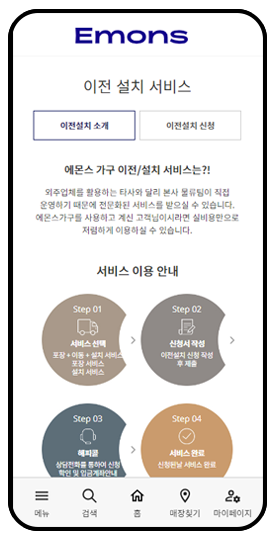 Emons
이전 설치 서비스
이전설치 소개
이전설치 신청
에몬스 가구 이전/설치 서비스는?!
외주업체를 활용하는 타사와 달리 본사 물류팀이 직접
운영하기 때문에 전문화된 서비스를 받으실 수 있습니다.
에몬스가구를 사용하고 계신 고객님이시라면 실비용만으로
저렴하게 이용하실 수 있습니다.
서비스 이용 안내
Step 01
서비스 선택
포장 + 이동 + 설치 서비스
포장 서비스
설치 서비스
Step 02
신청서 작성
이전설치 신청 작성
후 제출
Step 03
해피콜
상담전화를 통하여 신청
확인 및 입금계좌안내
Step 04
서비스 완료
신청된날 서비스 완료
메뉴
검색
홈
매장찾기
마이페이지